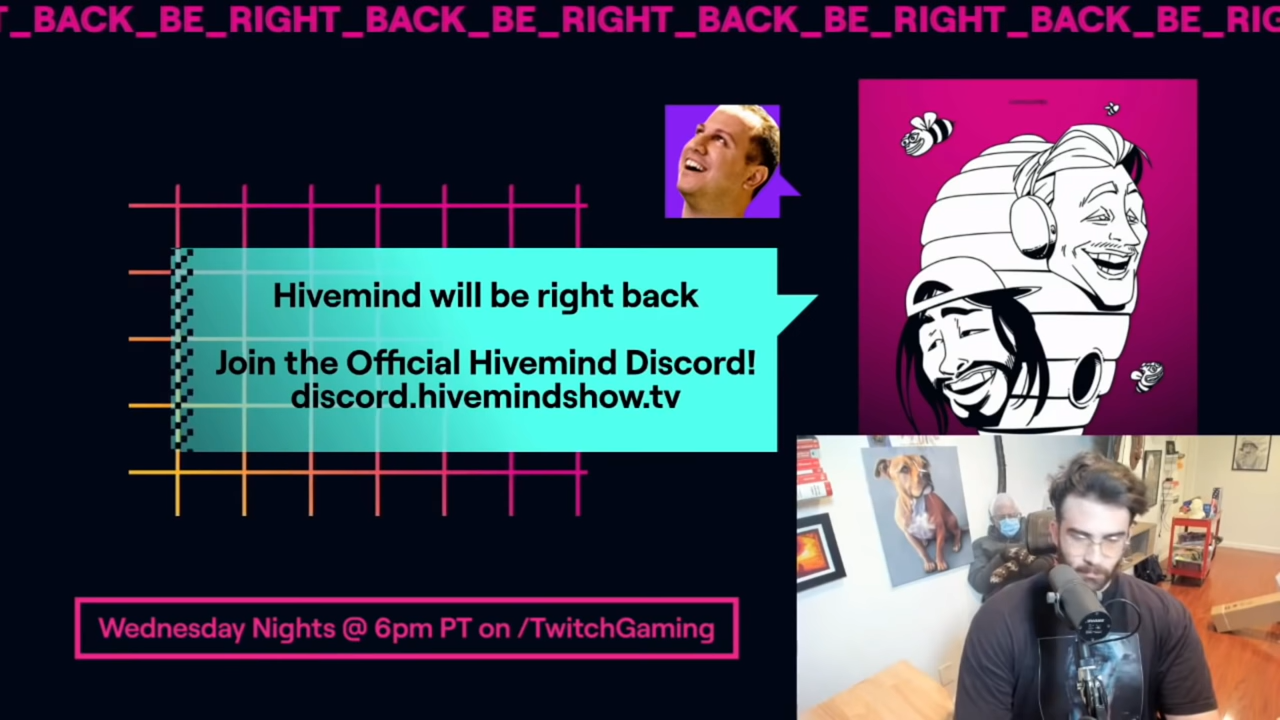 T_BACK_BE_RIGHT_BACK_BE_RIGHT_BACK_BE_RIGHT_BACK_BE_RIG
Hivemind will be right back
Join the Official Hivemind Discord!
discord.hivemindshow.tv
Wednesday Nights @ 6pm PT on /TwitchGaming